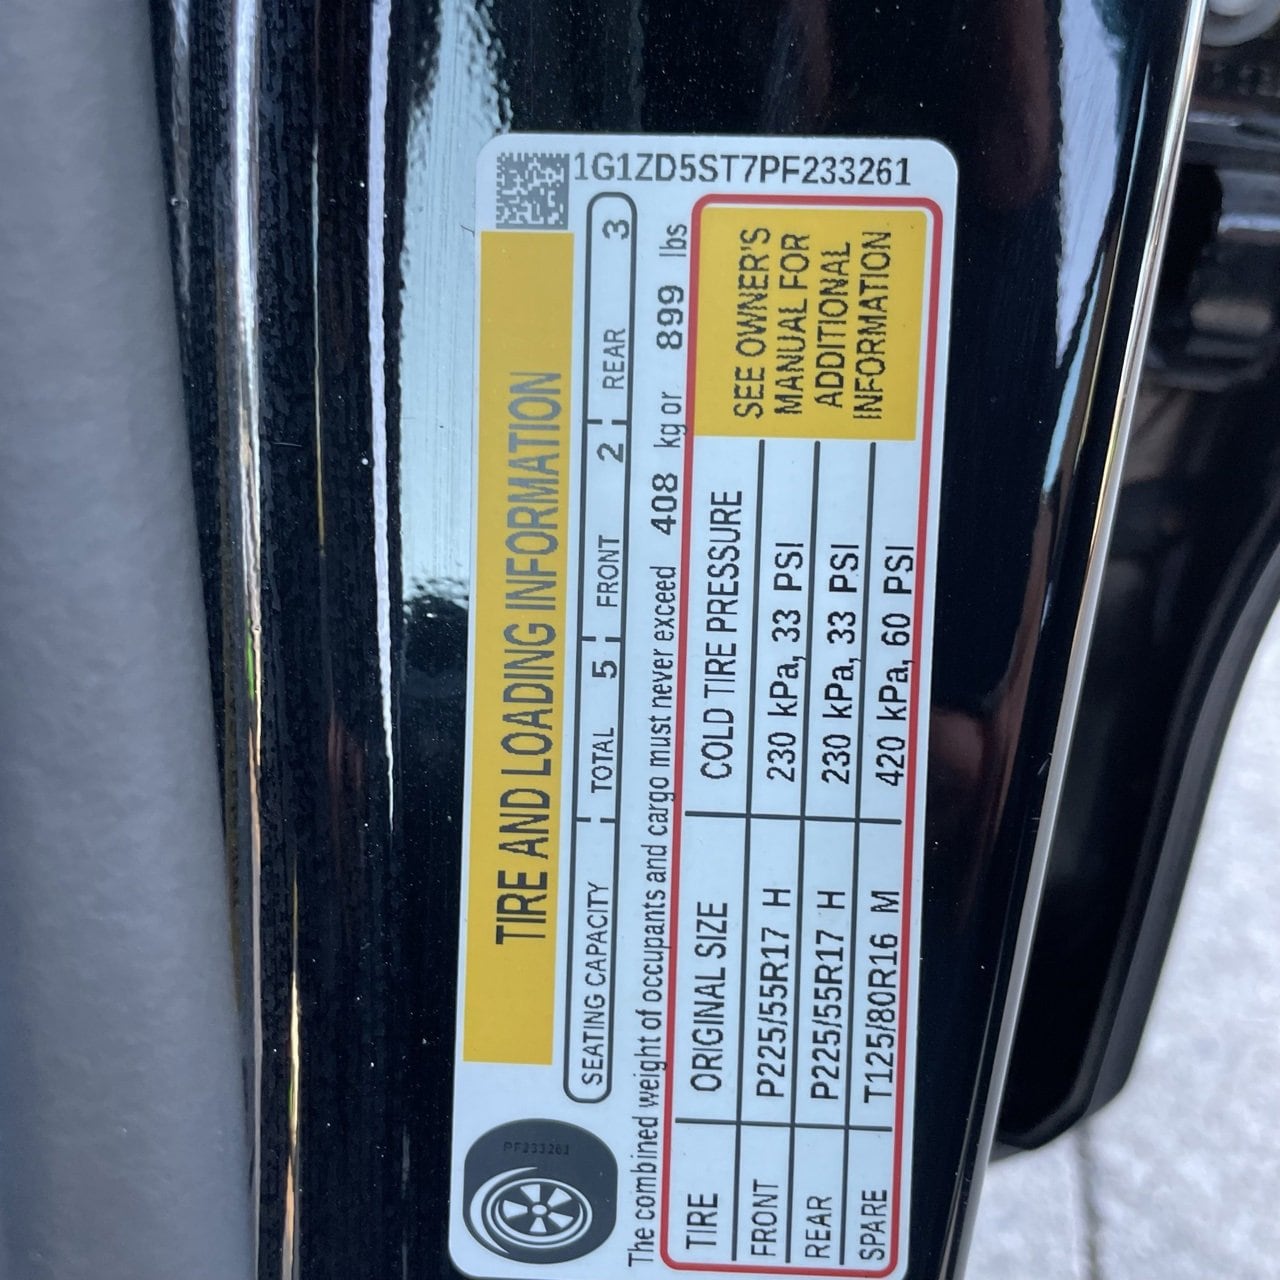 1G1ZD5ST7PF233261
TIRE AND LOADING INFORMATION
SEATING CAPACITY TOTAL 5 FRONT 2 REAR 3
The combined weight of occupants and cargo must never exceed 408 kg or 899 lbs
TIRE ORIGINAL SIZE COLD TIRE PRESSURE
FRONT P225/55R17 H 230 kPa, 33 PSI
REAR P225/55R17 H 230 kPa, 33 PSI
SPARE T125/80R16 M 420 kPa, 60 PSI
SEE OWNER'S
MANUAL FOR
ADDITIONAL
INFORMATION
PF233261